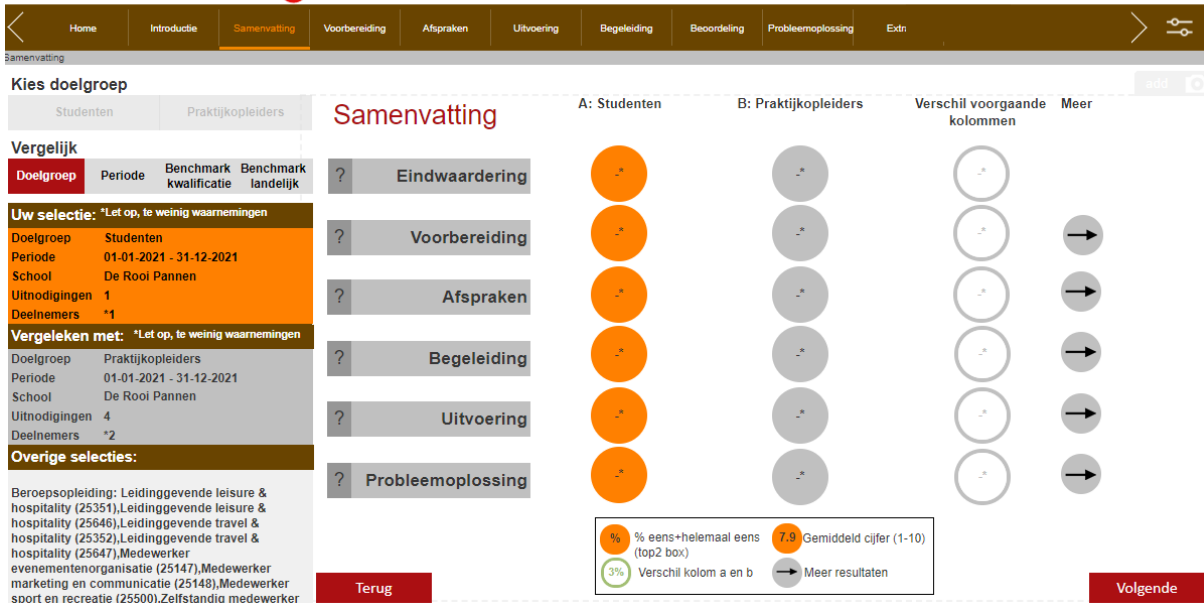 Home Introductie Samenvatting Voorbereiding Afspraken Uitvoering Begeleiding Beoordeling Probleemoplossing Extr
Samenvatting
Kies doelgroep
add
Studenten Praktijkopleiders
Vergelijk
Doelgroep Periode Benchmark kwalificatie Benchmark landelijk
Uw selectie: *Let op, te weinig waarnemingen
Doelgroep Studenten
Periode 01-01-2021 - 31-12-2021
School De Rooi Pannen
Uitnodigingen 1
Deelnemers *1
Vergeleken met: *Let op, te weinig waarnemingen
Doelgroep Praktijkopleiders
Periode 01-01-2021 - 31-12-2021
School De Rooi Pannen
Uitnodigingen 4
Deelnemers *2
Overige selecties:
Beroepsopleiding: Leidinggevende leisure &
hospitality (25351),Leidinggevende leisure &
hospitality (25646),Leidinggevende travel &
hospitality (25352),Leidinggevende travel &
hospitality (25647),Medewerker
evenementenorganisatie (25147),Medewerker
marketing en communicatie (25148),Medewerker
sport en recreatie (25500),Zelfstandig medewerker
Samenvatting
A: Studenten B: Praktijkopleiders Verschil voorgaande kolommen Meer
? Eindwaardering -* -* -*
? Voorbereiding -* -* -*
? Afspraken -* -* -*
? Begeleiding -* -* -*
? Uitvoering -* -* -*
? Probleemoplossing -* -* -*
% % eens+helemaal eens
(top2 box)
7.9 Gemiddeld cijfer (1-10)
3% Verschil kolom a en b
Meer resultaten
Terug
Volgende